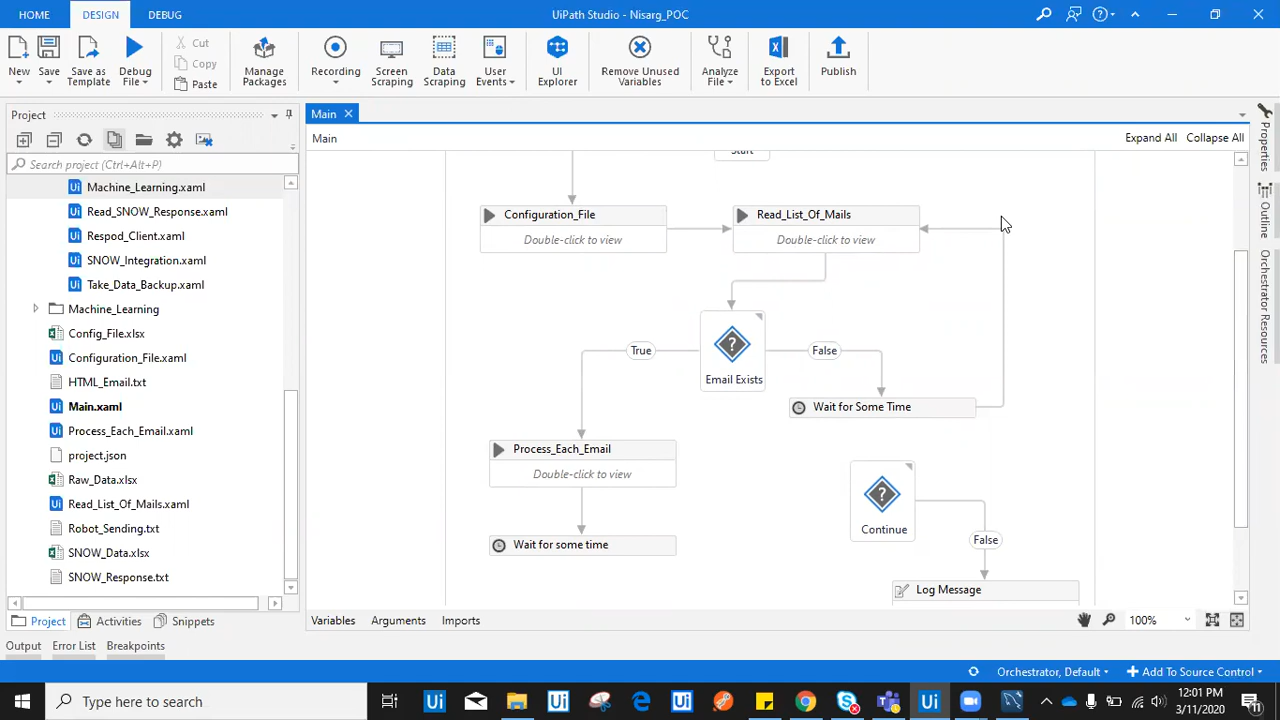 HOME
DESIGN
DEBUG
UiPath Studio - Nisarg_POC
New
Save
Save as Template
Debug File
Cut
Copy
Paste
Manage Packages
Recording
Screen Scraping
Data Scraping
User Events
UI Explorer
Remove Unused Variables
Analyze File
Export to Excel
Publish
Project
Search project (Ctrl+Alt+P)
Machine_Learning.xaml
Read_SNOW_Response.xaml
Respod_Client.xaml
SNOW_Integration.xaml
Take_Data_Backup.xaml
Machine_Learning
Config_File.xlsx
Configuration_File.xaml
HTML_Email.txt
Main.xaml
Process_Each_Email.xaml
project.json
Raw_Data.xlsx
Read_List_Of_Mails.xaml
Robot_Sending.txt
SNOW_Data.xlsx
SNOW_Response.txt
Project
Activities
Snippets
Main
Main
Expand All
Collapse All
Start
Configuration_File
Double-click to view
Read_List_Of_Mails
Double-click to view
True
False
Email Exists
Wait for Some Time
Process_Each_Email
Double-click to view
Continue
False
Wait for some time
Log Message
Variables
Arguments
Imports
100%
Properties
Outline
Orchestrator Resources
Output
Error List
Breakpoints
Orchestrator, Default
Add To Source Control
Type here to search
12:01 PM
3/11/2020
11